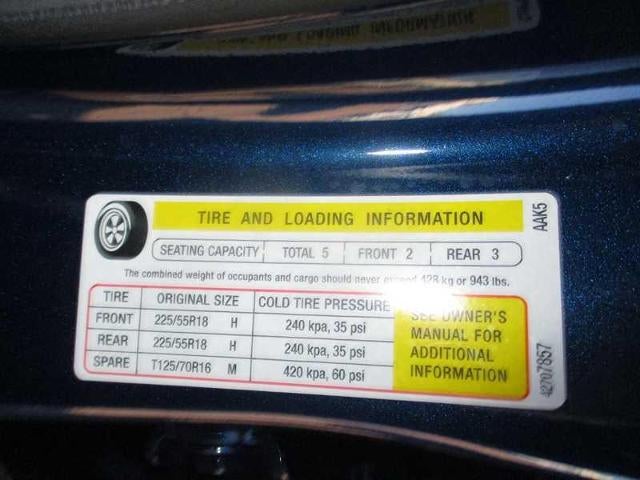 TIRE AND LOADING INFORMATION
SEATING CAPACITY TOTAL 5 FRONT 2 REAR 3
The combined weight of occupants and cargo should never exceed 428 kg or 943 lbs.
TIRE ORIGINAL SIZE COLD TIRE PRESSURE
FRONT 225/55R18 H 240 kpa, 35 psi
REAR 225/55R18 H 240 kpa, 35 psi
SPARE T125/70R16 M 420 kpa, 60 psi
SEE OWNER'S
MANUAL FOR
ADDITIONAL
INFORMATION
AAK5
42707857